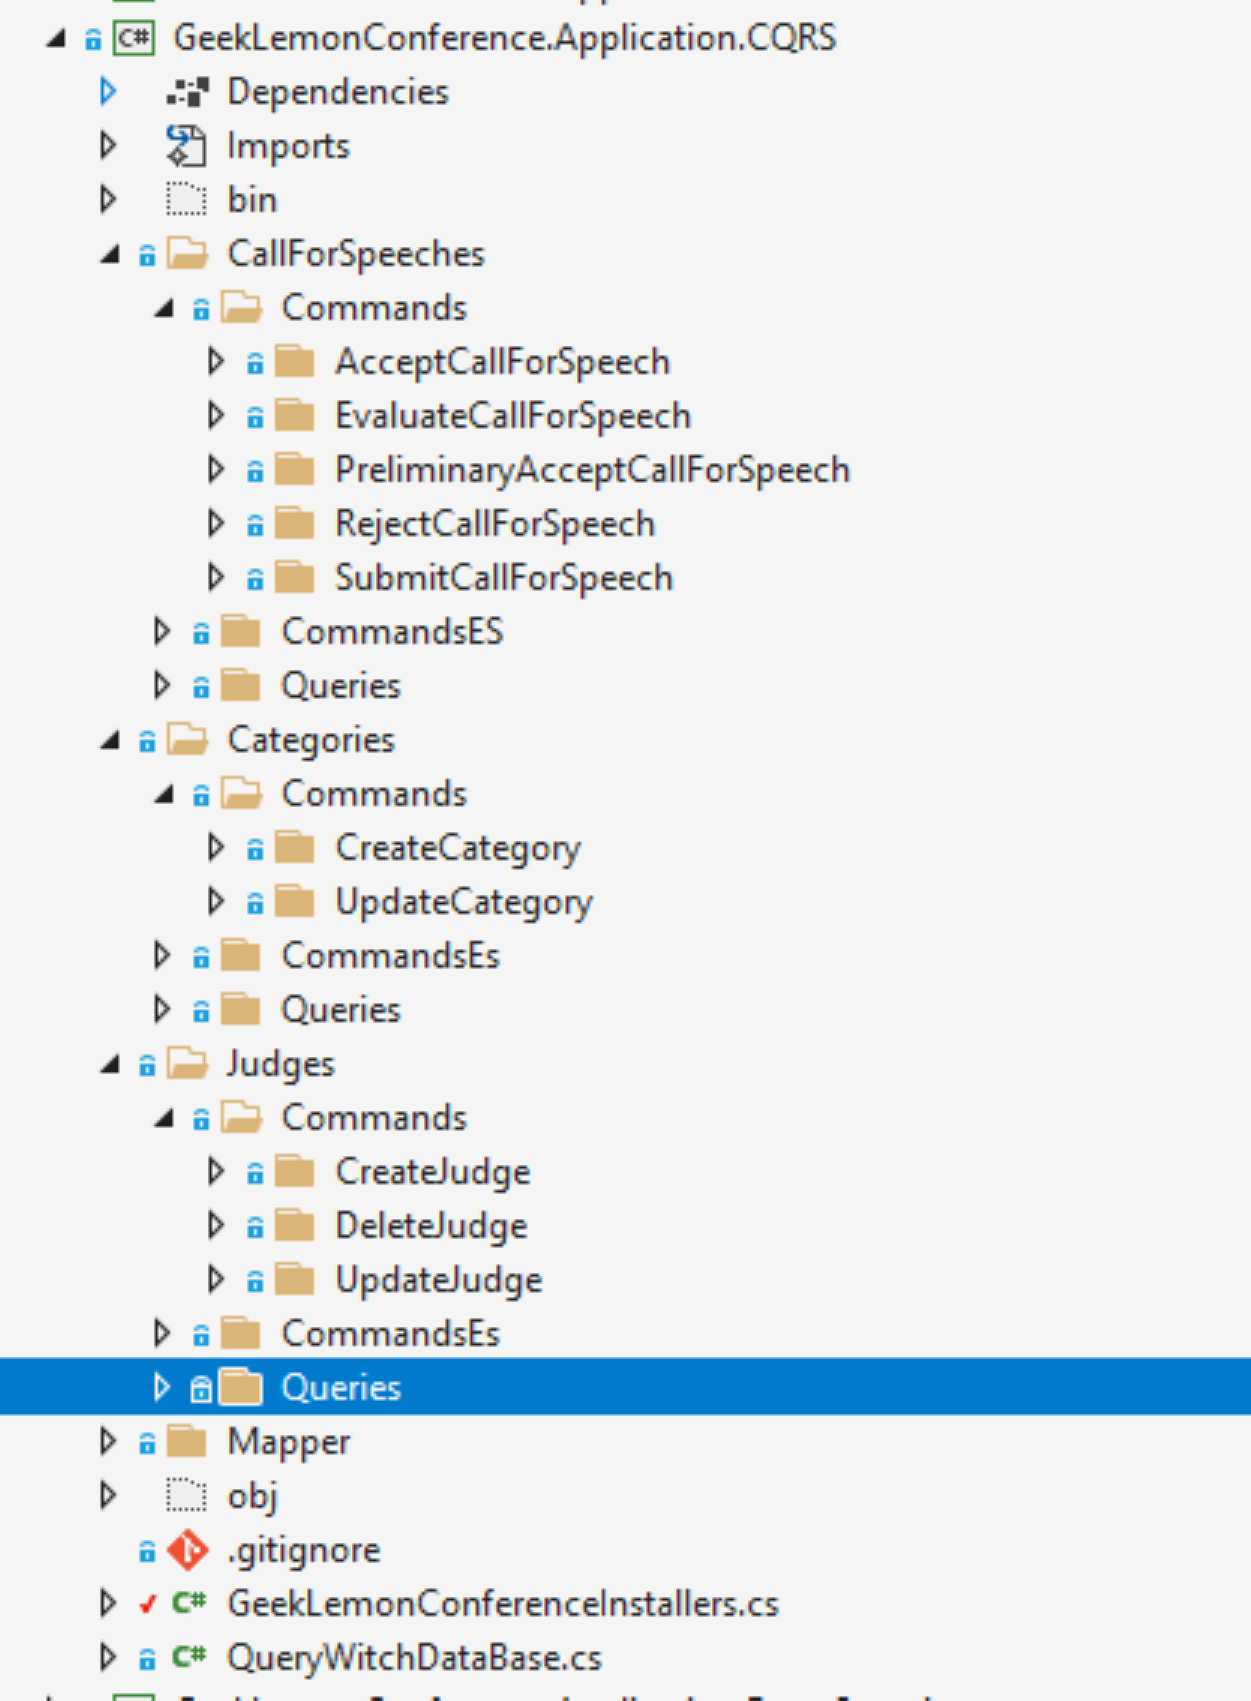 C# GeekLemonConference.Application.CQRS
Dependencies
Imports
bin
CallForSpeeches
Commands
AcceptCallForSpeech
EvaluateCallForSpeech
PreliminaryAcceptCallForSpeech
RejectCallForSpeech
SubmitCallForSpeech
CommandsES
Queries
Categories
Commands
CreateCategory
UpdateCategory
CommandsEs
Queries
Judges
Commands
CreateJudge
DeleteJudge
UpdateJudge
CommandsEs
Queries
Mapper
obj
.gitignore
C# GeekLemonConferenceInstallers.cs
C# QueryWitchDataBase.cs